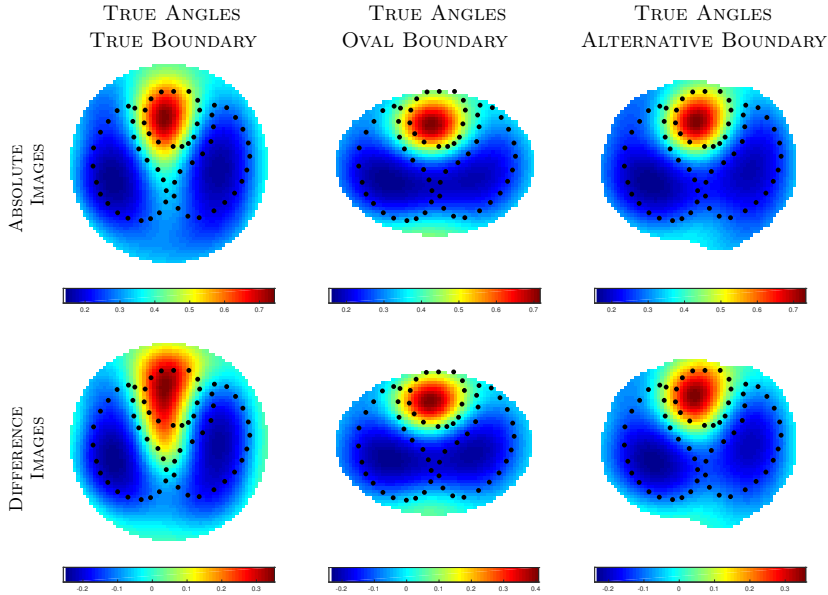 True Angles
True Boundary
True Angles
Oval Boundary
True Angles
Alternative Boundary
Absolute
Images
0.2 0.3 0.4 0.5 0.6 0.7
0.2 0.3 0.4 0.5 0.6 0.7
0.2 0.3 0.4 0.5 0.6 0.7
Difference
Images
-0.2 -0.1 0 0.1 0.2 0.3
-0.2 -0.1 0 0.1 0.2 0.3 0.4
-0.2 -0.1 0 0.1 0.2 0.3